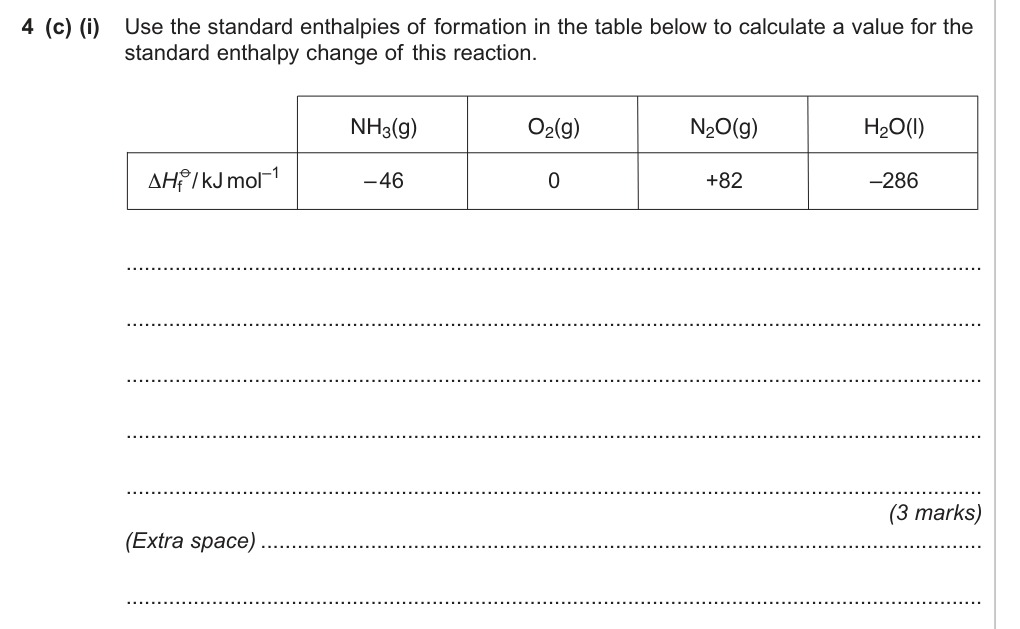 4 (c) (i) Use the standard enthalpies of formation in the table below to calculate a value for the
standard enthalpy change of this reaction.
NH₃(g) O₂(g) N₂O(g) H₂O(l)
ΔHf⦵/kJ mol⁻¹ –46 0 +82 –286
(3 marks)
(Extra space)